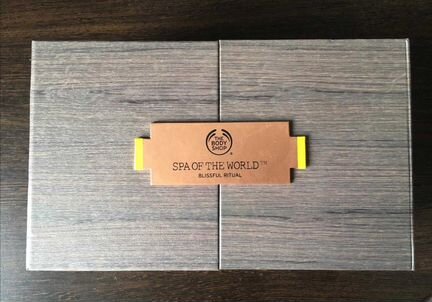 THE
BODY
SHOP
®
SPA OF THE WORLD™
BLISSFUL RITUAL